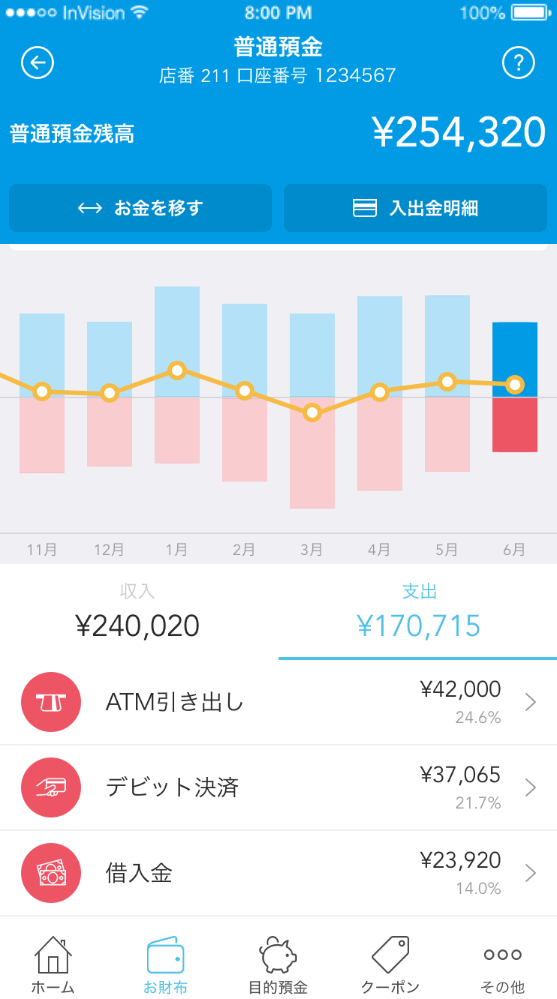 InVision 8:00 PM 100%
普通預金
店番 211 口座番号 1234567
?
普通預金残高 ¥254,320
お金を移す 入出金明細
11月 12月 1月 2月 3月 4月 5月 6月
収入 支出
¥240,020 ¥170,715
ATM引き出し ¥42,000
24.6%
デビット決済 ¥37,065
21.7%
借入金 ¥23,920
14.0%
ホーム お財布 目的預金 クーポン その他